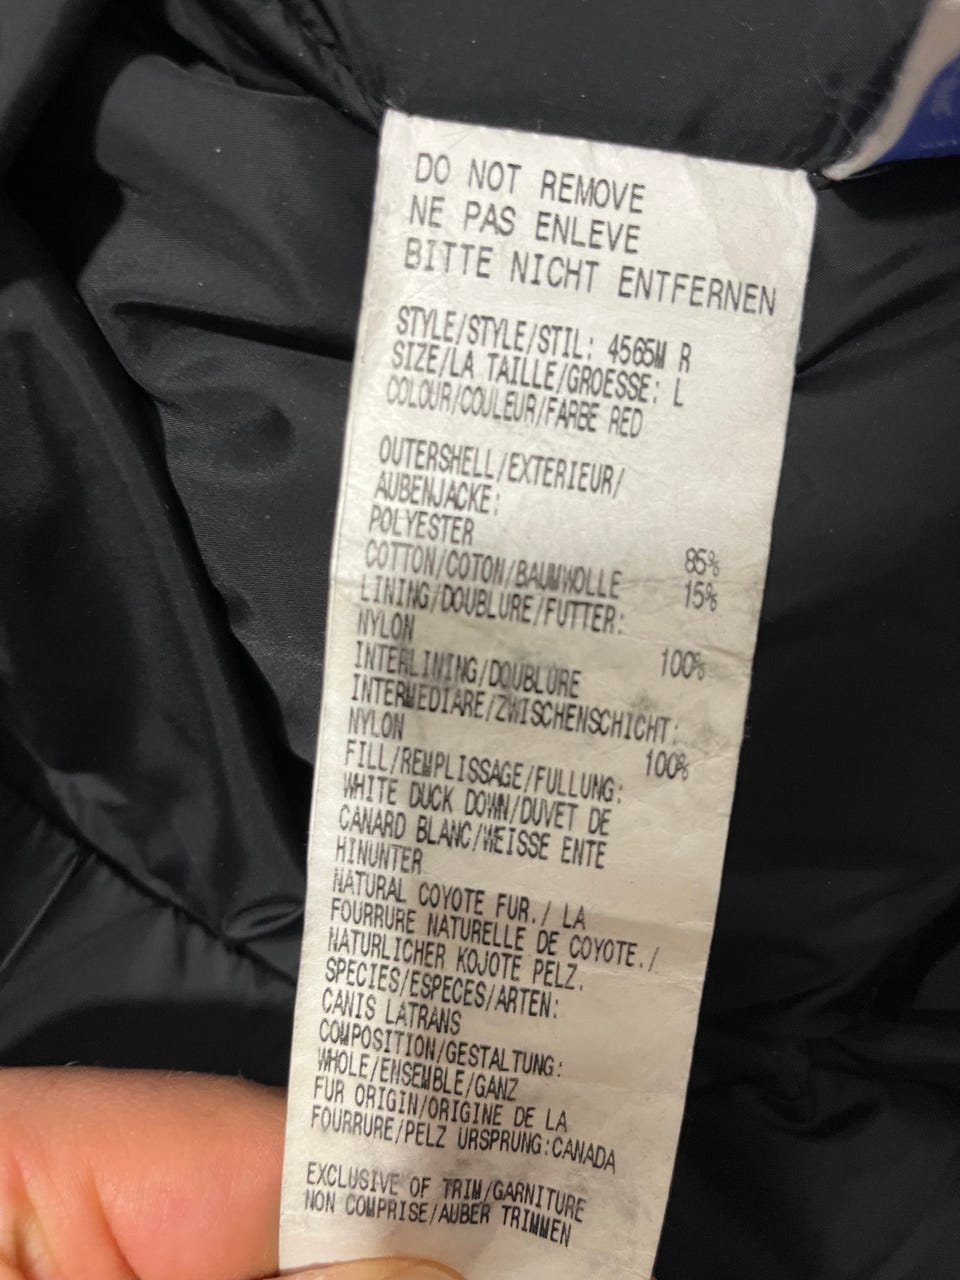 DO NOT REMOVE
NE PAS ENLEVE
BITTE NICHT ENTFERNEN
STYLE/STYLE/STIL: 4565M R
SIZE/LA TAILLE/GROESSE: L
COLOUR/COULEUR/FARBE RED
OUTERSHELL/EXTERIEUR/
AUBENJACKE:
POLYESTER 85%
COTTON/COTON/BAUMWOLLE 15%
LINING/DOUBLURE/FUTTER:
NYLON 100%
INTERLINING/DOUBLURE
INTERMEDIARE/ZWISCHENSCHICHT:
NYLON 100%
FILL/REMPLISSAGE/FULLUNG:
WHITE DUCK DOWN/DUVET DE
CANARD BLANC/WEISSE ENTE
HINUNTER
NATURAL COYOTE FUR./ LA
FOURRURE NATURELLE DE COYOTE./
NATURLICHER KOJOTE PELZ.
SPECIES/ESPECES/ARTEN:
CANIS LATRANS
COMPOSITION/GESTALTUNG:
WHOLE/ENSEMBLE/GANZ
FUR ORIGIN/ORIGINE DE LA
FOURRURE/PELZ URSPRUNG:CANADA
EXCLUSIVE OF TRIM/GARNITURE
NON COMPRISE/AUBER TRIMMEN